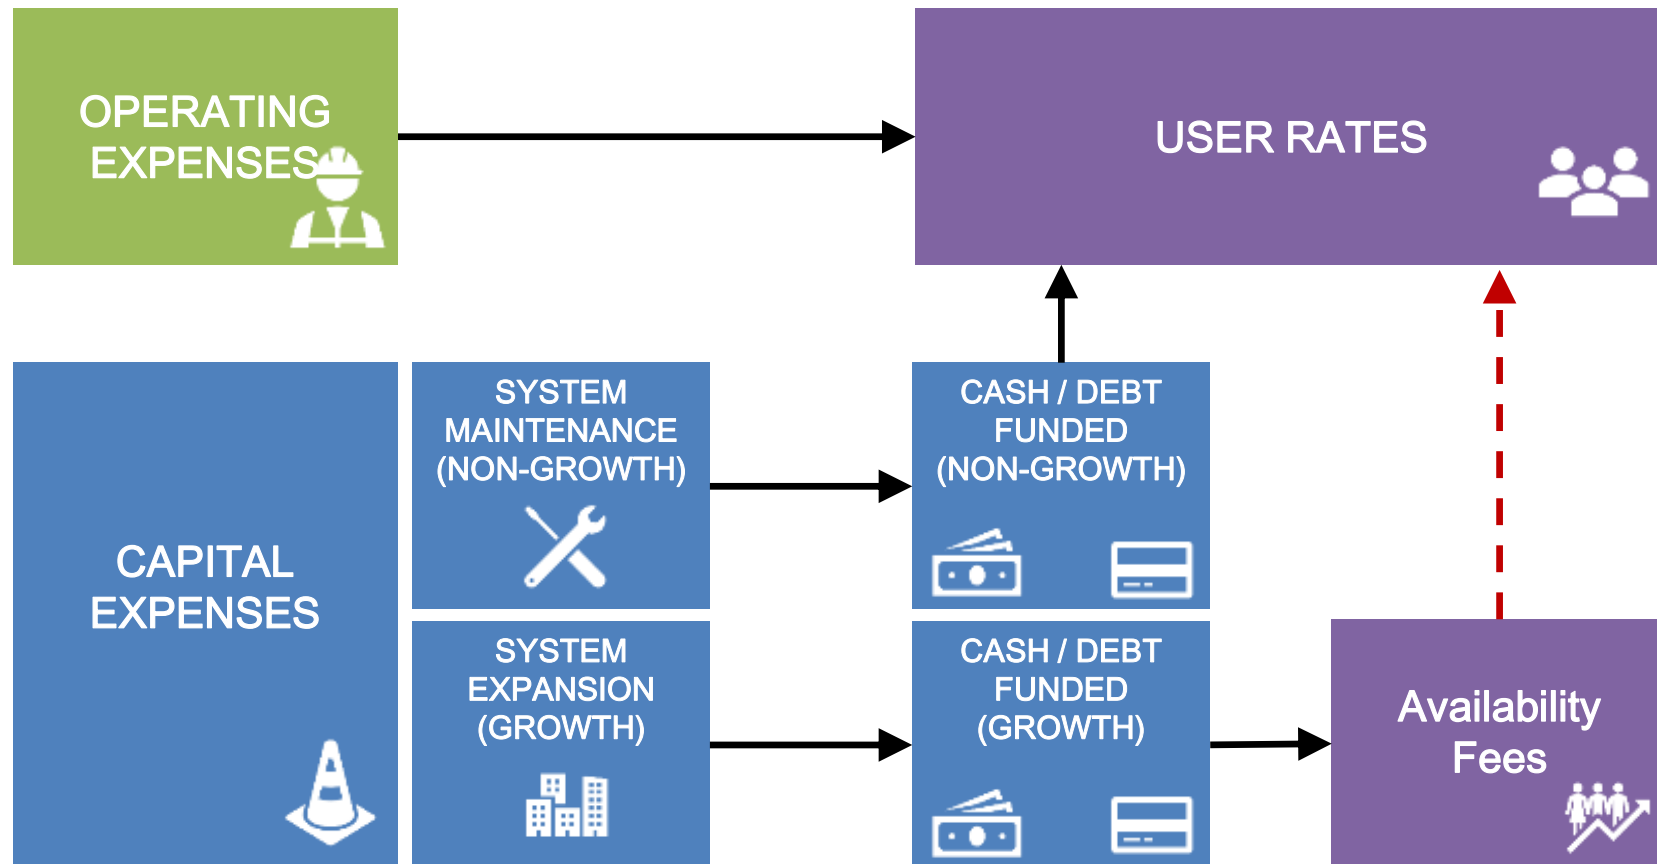 OPERATING
EXPENSES
USER RATES
CAPITAL
EXPENSES
SYSTEM
MAINTENANCE
(NON-GROWTH)
CASH / DEBT
FUNDED
(NON-GROWTH)
SYSTEM
EXPANSION
(GROWTH)
CASH / DEBT
FUNDED
(GROWTH)
Availability
Fees